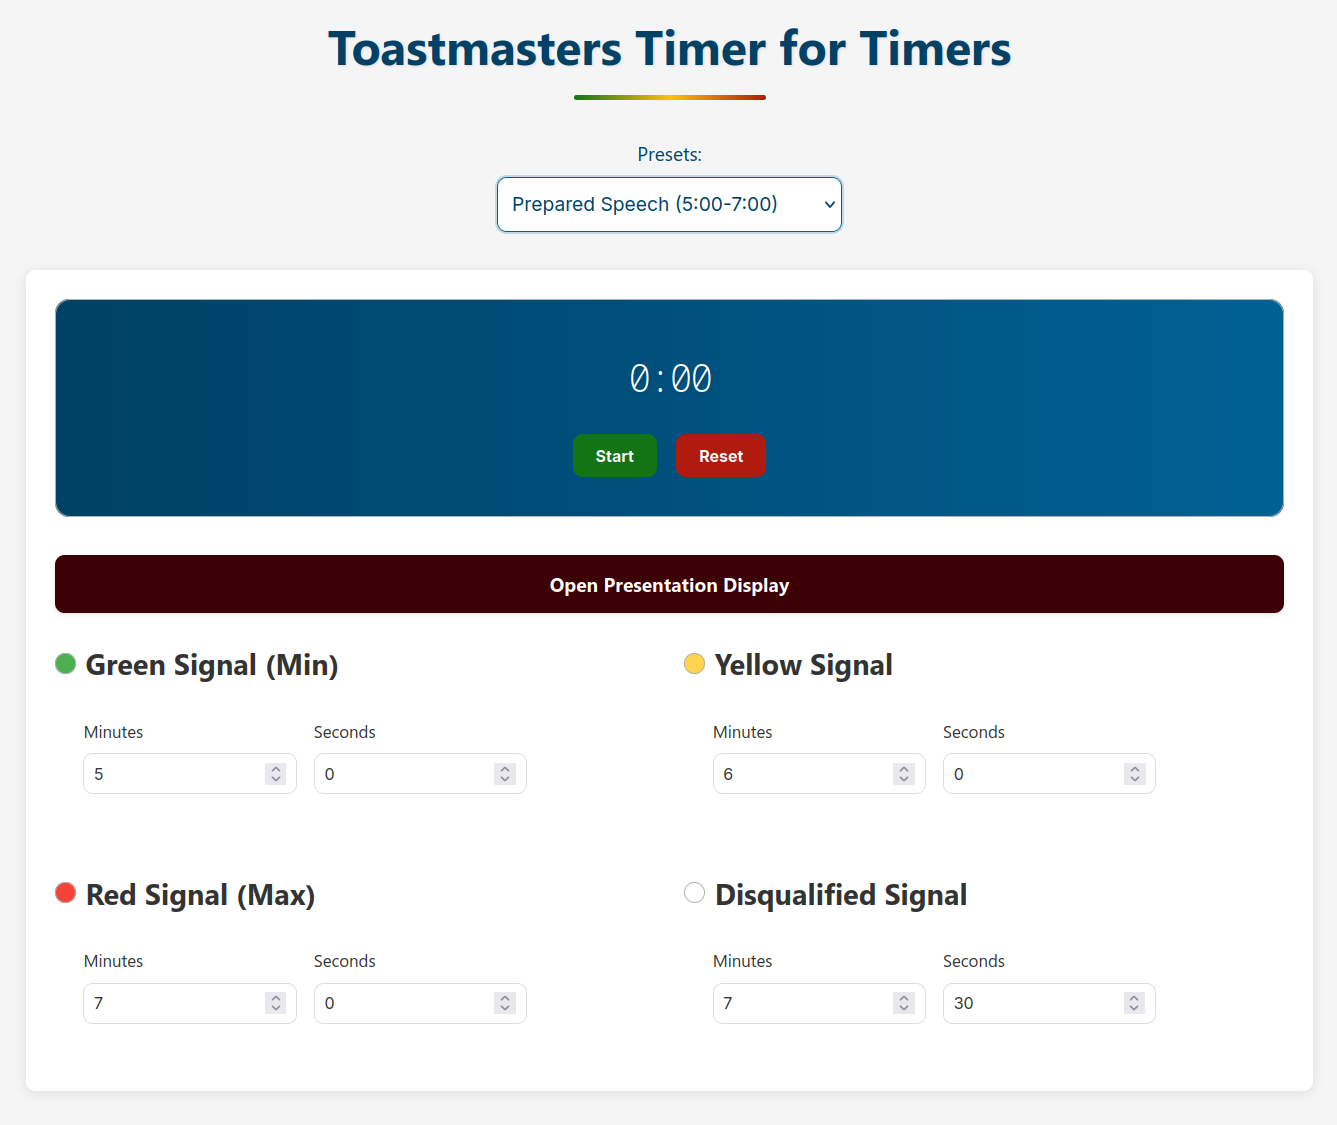 Toastmasters Timer for Timers
Presets:
Prepared Speech (5:00-7:00)
0:00
Start Reset
Open Presentation Display
Green Signal (Min) Yellow Signal
Minutes Seconds Minutes Seconds
5 0 6 0
Red Signal (Max) Disqualified Signal
Minutes Seconds Minutes Seconds
7 0 7 30